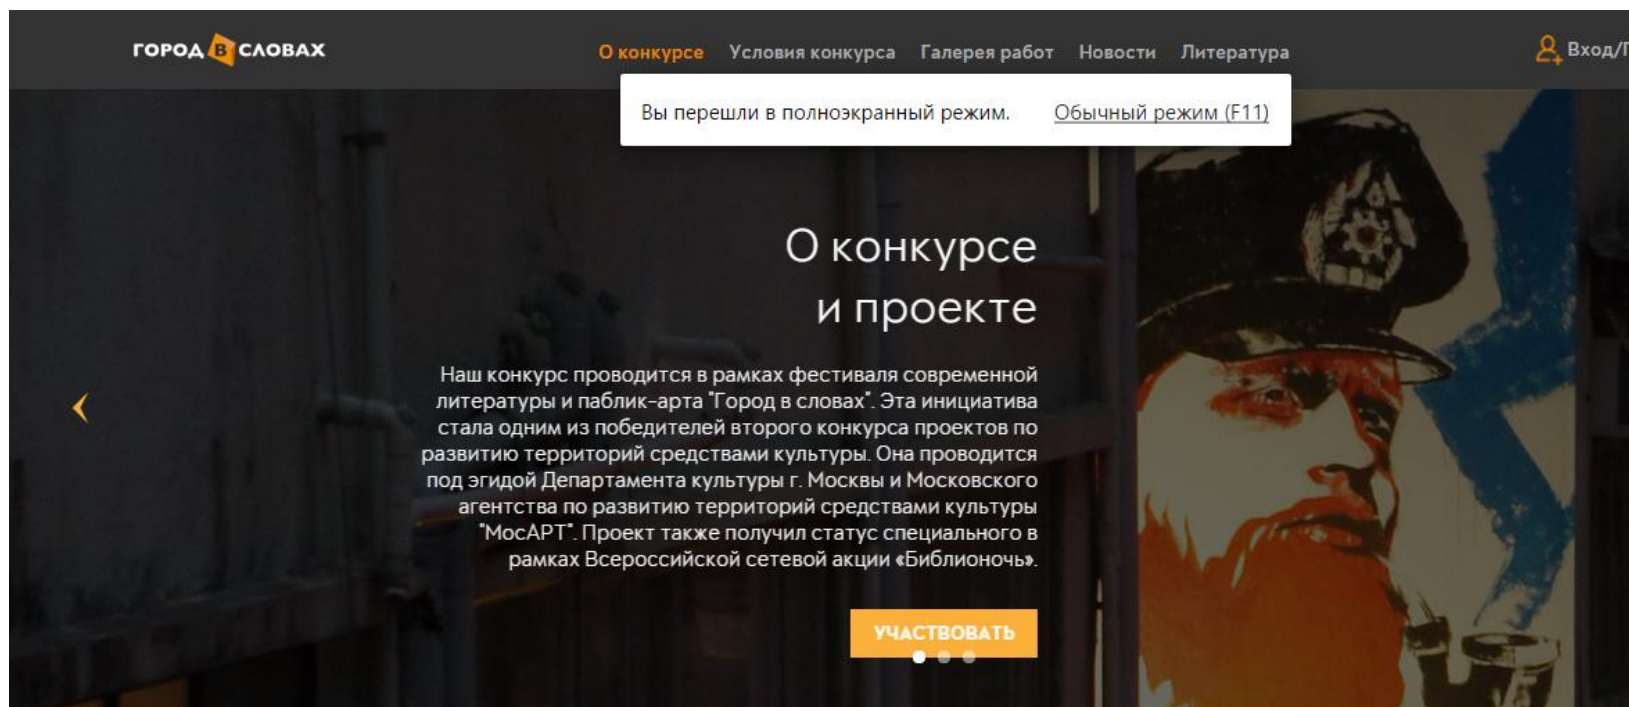 ГОРОД В СЛОВАХ
О конкурсе Условия конкурса Галерея работ Новости Литература
Вход/
Вы перешли в полноэкранный режим. Обычный режим (F11)
О конкурсе
и проекте
Наш конкурс проводится в рамках фестиваля современной
литературы и паблик-арта "Город в словах". Эта инициатива
стала одним из победителей второго конкурса проектов по
развитию территорий средствами культуры. Она проводится
под эгидой Департамента культуры г. Москвы и Московского
агентства по развитию территорий средствами культуры
"МосАРТ". Проект также получил статус специального в
рамках Всероссийской сетевой акции «Библионочь».
УЧАСТВОВАТЬ